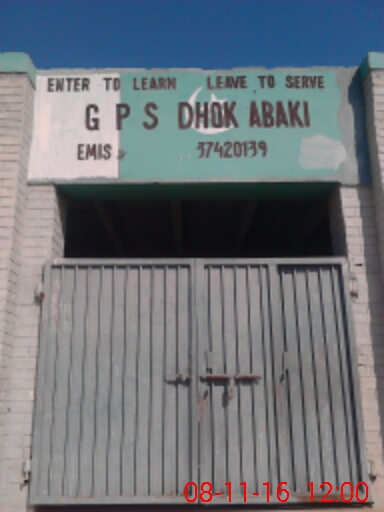 ENTER TO LEARN LEAVE TO SERVE
G P S DHOK ABAKI
EMIS 37420139
08-11-16 12:00